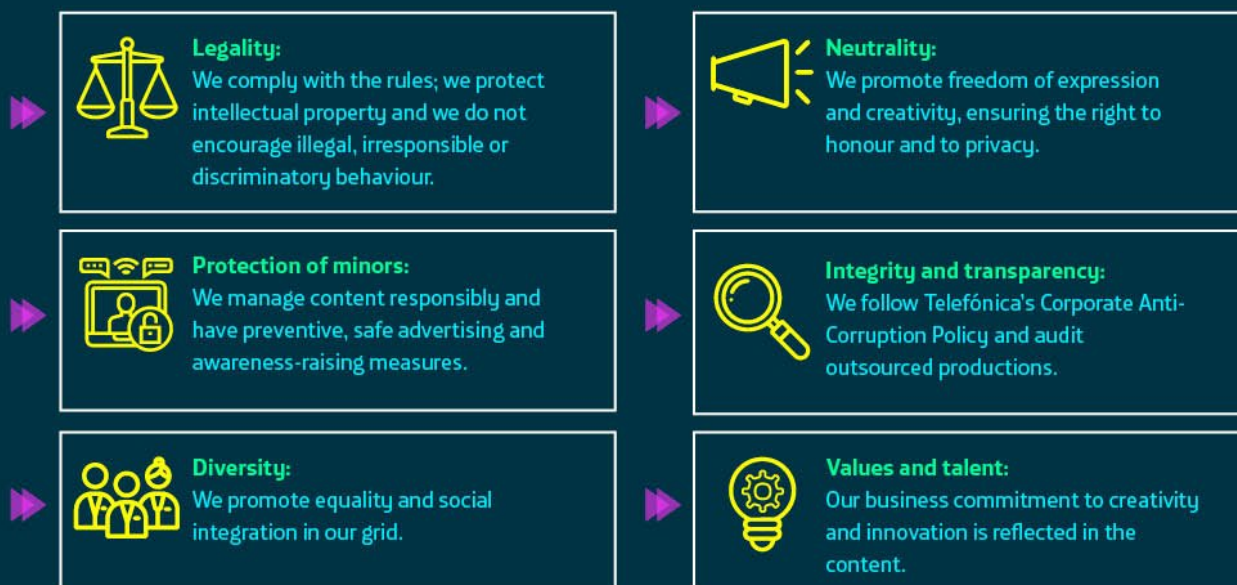 Legality:
We comply with the rules; we protect
intellectual property and we do not
encourage illegal, irresponsible or
discriminatory behaviour.
Neutrality:
We promote freedom of expression
and creativity, ensuring the right to
honour and to privacy.
Protection of minors:
We manage content responsibly and
have preventive, safe advertising and
awareness-raising measures.
Integrity and transparency:
We follow Telefónica's Corporate Anti-
Corruption Policy and audit
outsourced productions.
Diversity:
We promote equality and social
integration in our grid.
Values and talent:
Our business commitment to creativity
and innovation is reflected in the
content.